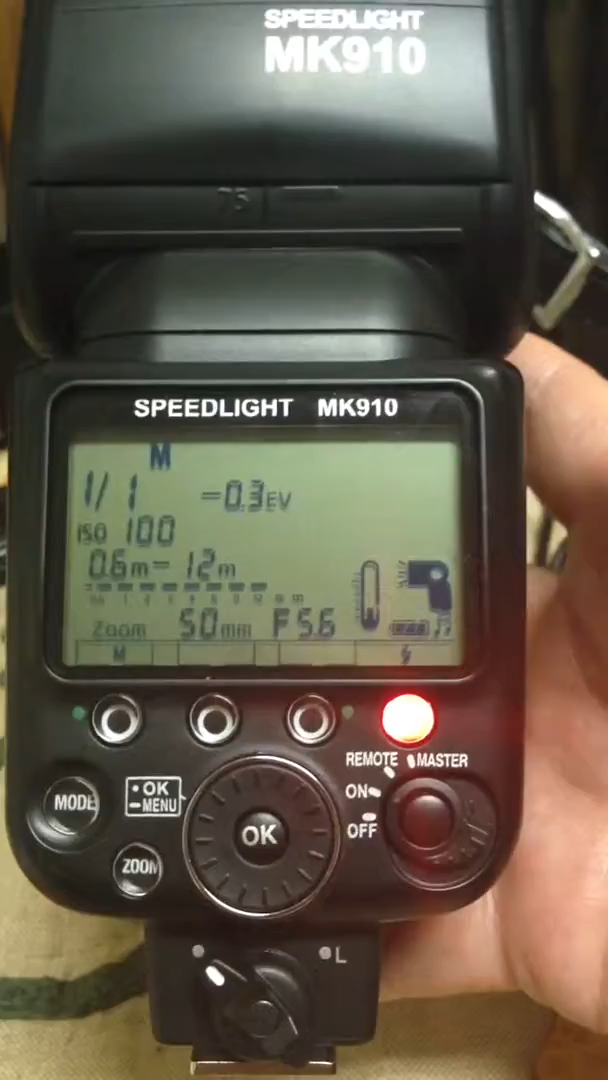 SPEEDLIGHT
MK910
75
SPEEDLIGHT MK910
M
1/1 -0.3EV
ISO 100
0.6m- 12m
Zoom 50mm F5.6
M
REMOTE MASTER
MODE
OK
MENU
OK
ON
OFF
ZOOM
L